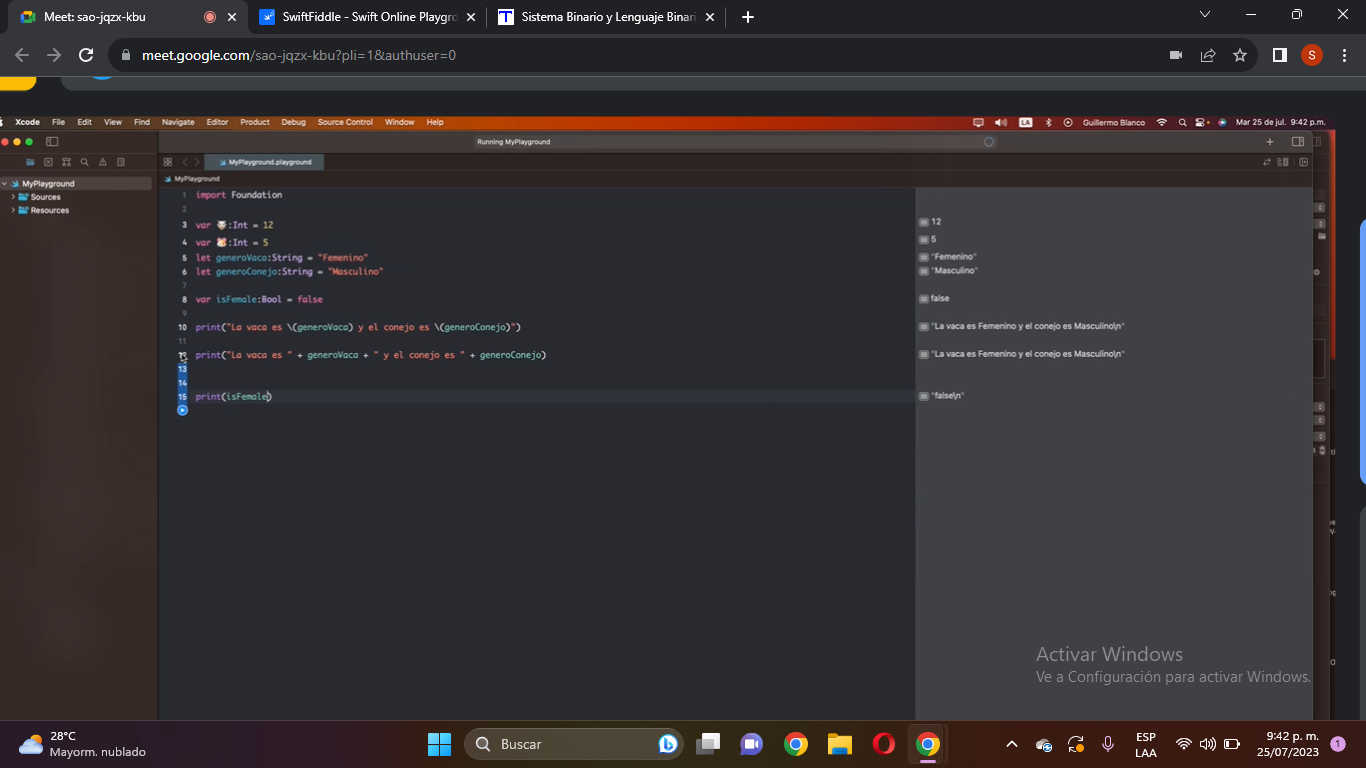 Meet: sao-jqzx-kbu
SwiftFiddle - Swift Online Playgro
Sistema Binario y Lenguaje Binari
meet.google.com/sao-jqzx-kbu?pli=1&authuser=0
S
Xcode File Edit View Find Navigate Editor Product Debug Source Control Window Help
LA
Guillermo Blanco
Mar 25 de jul. 9:42 p.m.
Running MyPlayground
MyPlayground.playground
MyPlayground
Sources
Resources
MyPlayground
1 import Foundation
2
3 var 🐮:Int = 12
12
4 var 🐹:Int = 5
5
5 let generoVaca:String = "Femenino"
"Femenino"
6 let generoConejo:String = "Masculino"
"Masculino"
7
8 var isFemale:Bool = false
false
9
10 print("La vaca es \(generoVaca) y el conejo es \(generoConejo)")
"La vaca es Femenino y el conejo es Masculino\n"
11
12 print("La vaca es " + generoVaca + " y el conejo es " + generoConejo)
"La vaca es Femenino y el conejo es Masculino\n"
13
14
15 print(isFemale)
"false\n"
Activar Windows
Ve a Configuración para activar Windows.
28°C
Mayorm. nublado
Buscar
ESP
LAA
9:42 p. m.
25/07/2023
1